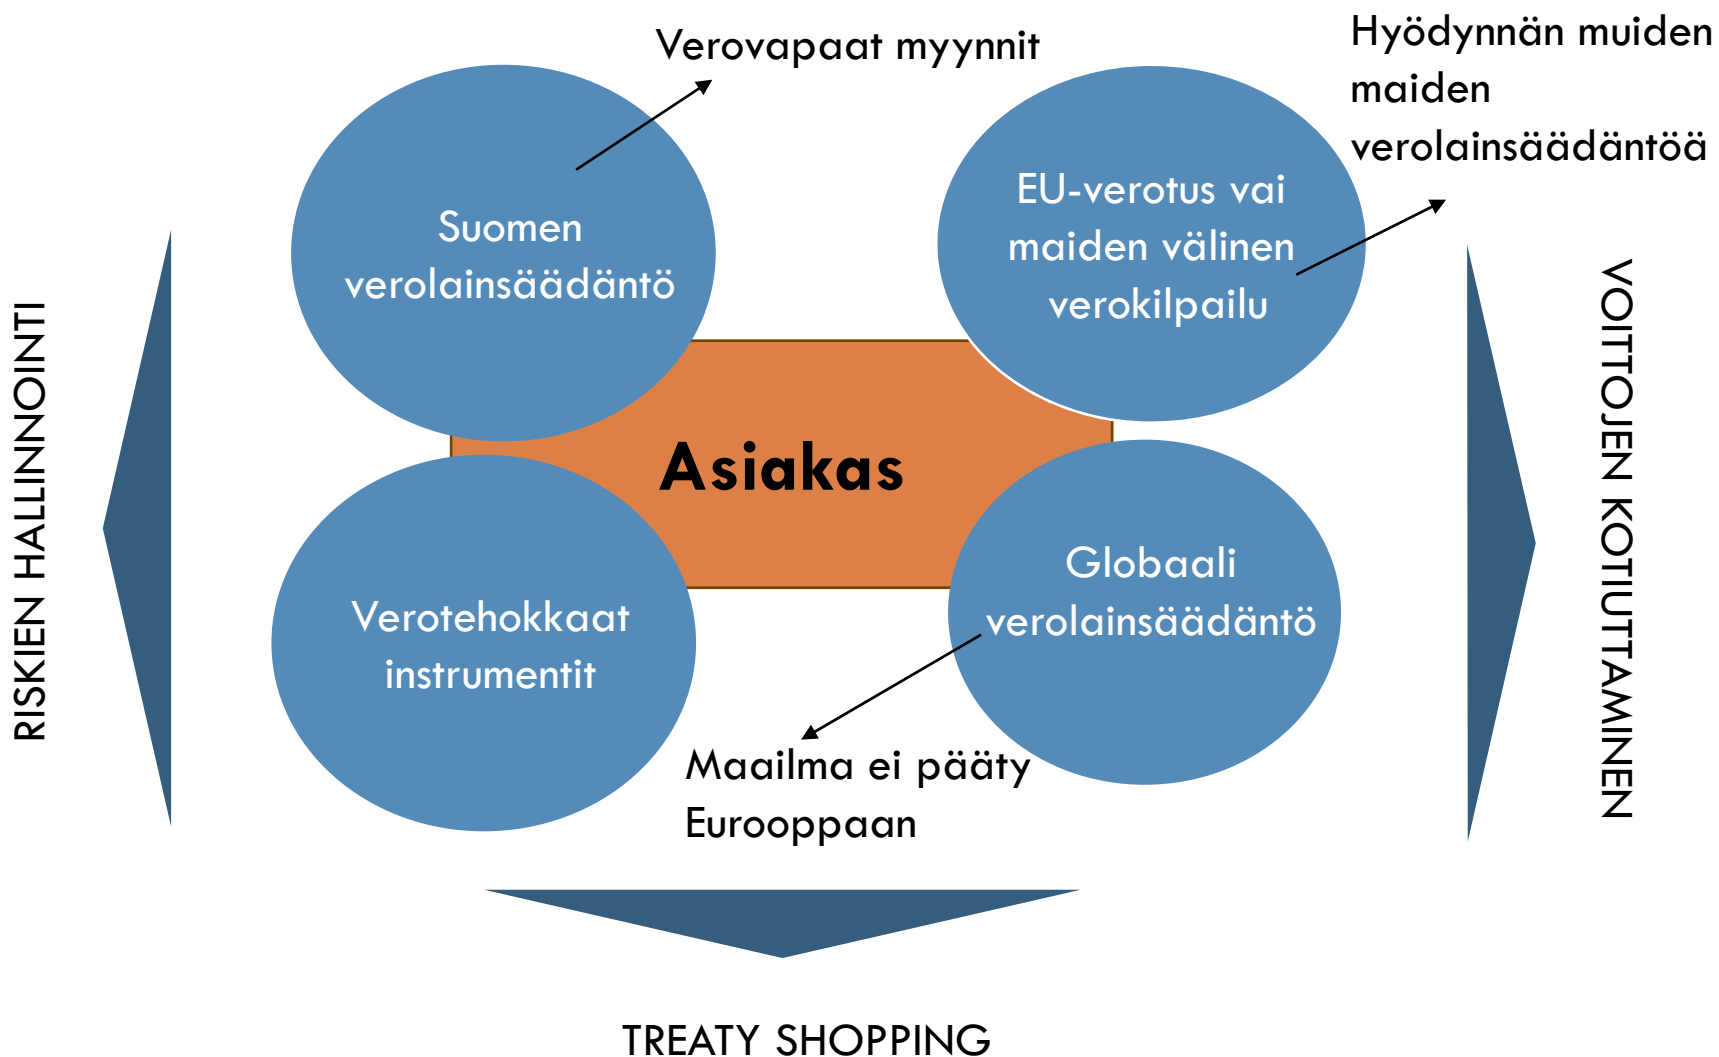 Verovapaat myynnit
Hyödynnän muiden
maiden
verolainsäädäntöä
Suomen
verolainsäädäntö
EU-verotus vai
maiden välinen
verokilpailu
RISKIEN HALLINNOINTI
Asiakas
VOITTOJEN KOTIUTTAMINEN
Verotehokkaat
instrumentit
Globaali
verolainsäädäntö
Maailma ei pääty
Eurooppaan
TREATY SHOPPING